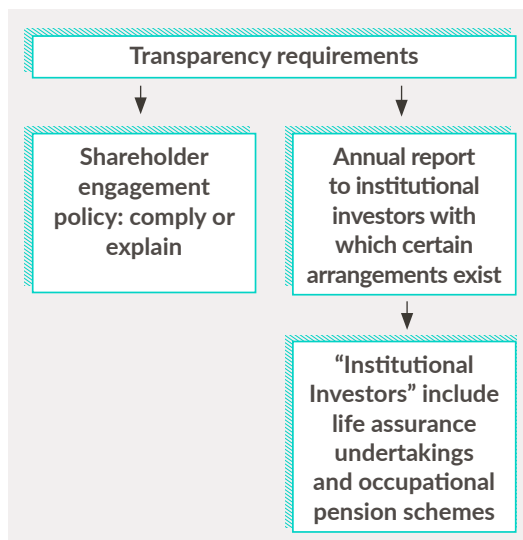 Transparency requirements
Shareholder
engagement
policy: comply or
explain
Annual report
to institutional
investors with
which certain
arrangements exist
“Institutional
Investors” include
life assurance
undertakings
and occupational
pension schemes